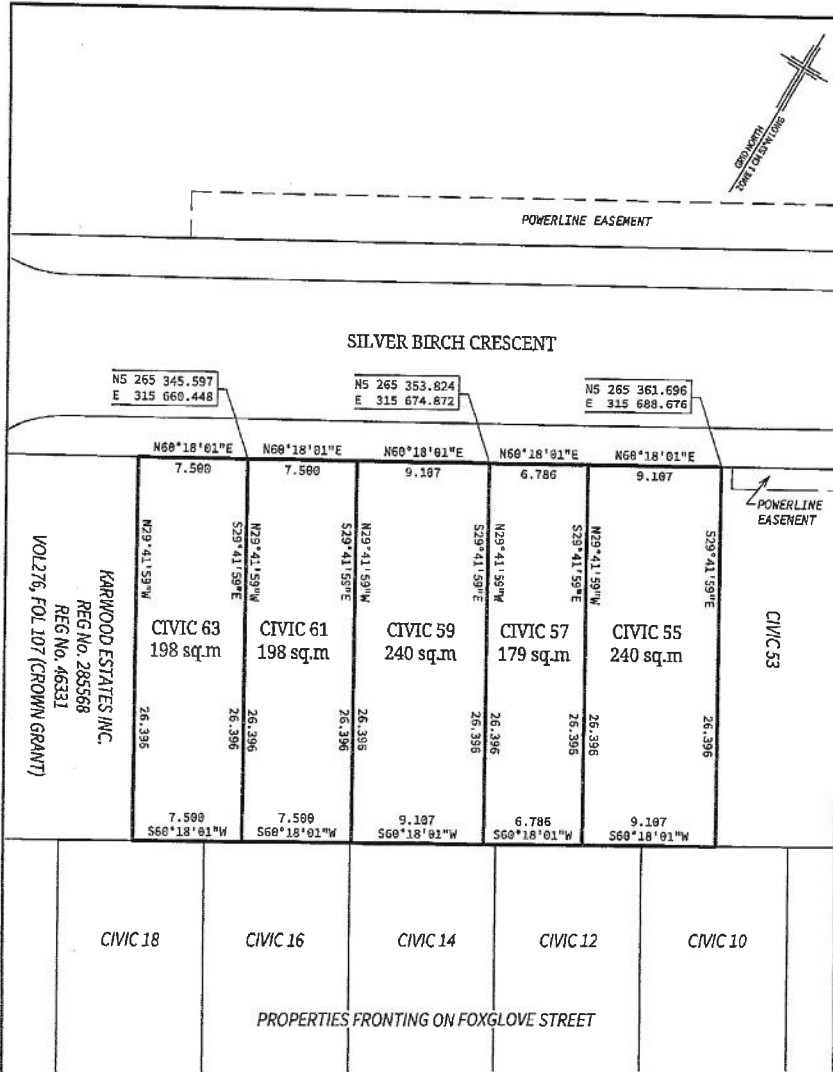 GRID NORTH
ZONE 1 CM 53°W LONG
POWERLINE EASEMENT
SILVER BIRCH CRESCENT
N5 265 345.597
E 315 660.448
N5 265 353.824
E 315 674.872
N5 265 361.696
E 315 688.676
N60°18'01"E
N60°18'01"E
N60°18'01"E
N60°18'01"E
N60°18'01"E
7.500
7.500
9.107
6.786
9.107
POWERLINE
EASEMENT
N29°41'59"W
S29°41'59"E
N29°41'59"W
S29°41'59"E
N29°41'59"W
S29°41'59"E
N29°41'59"W
S29°41'59"E
N29°41'59"W
S29°41'59"E
KARWOOD ESTATES INC.
REG No. 285568
REG No. 46331
VOL276, FOL 107 (CROWN GRANT)
CIVIC 63
198 sq.m
CIVIC 61
198 sq.m
CIVIC 59
240 sq.m
CIVIC 57
179 sq.m
CIVIC 55
240 sq.m
CIVIC 53
26.396
26.396
26.396
26.396
26.396
26.396
26.396
26.396
26.396
26.396
7.500
S60°18'01"W
7.500
S60°18'01"W
9.107
S60°18'01"W
6.786
S60°18'01"W
9.107
S60°18'01"W
CIVIC 18
CIVIC 16
CIVIC 14
CIVIC 12
CIVIC 10
PROPERTIES FRONTING ON FOXGLOVE STREET